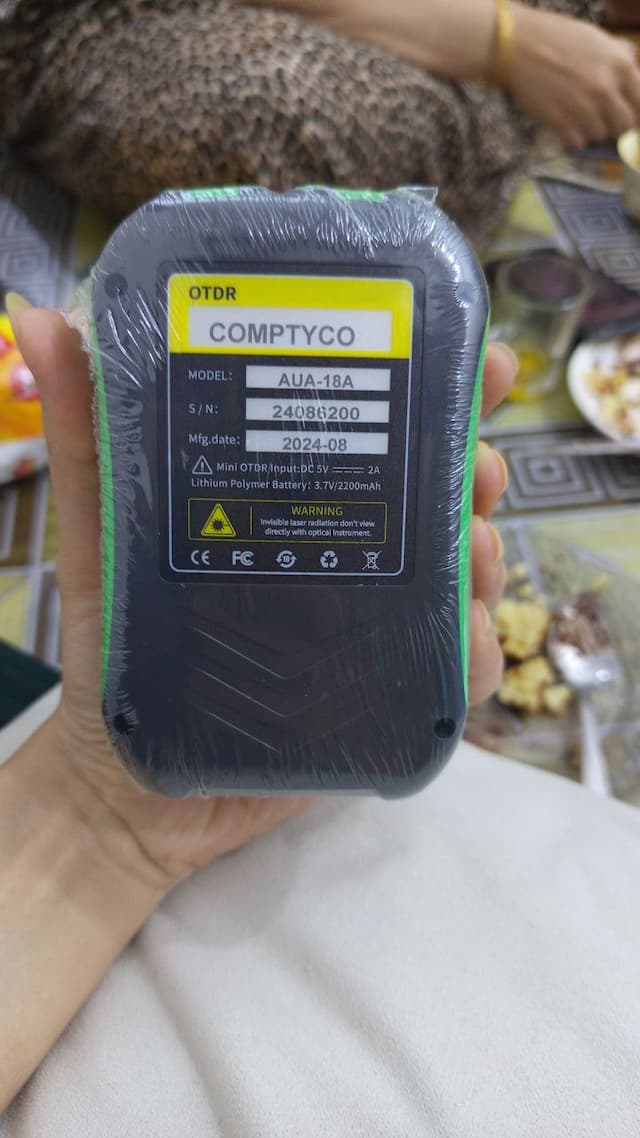 OTDR
COMPTYCO
MODEL: AUA-18A
S/N: 24086200
Mfg.date: 2024-08
Mini OTDR Input:DC 5V 2A
Lithium Polymer Battery: 3.7V/2200mAh
WARNING
Invisible laser radiation don't view
directly with optical instrument.
CE FC